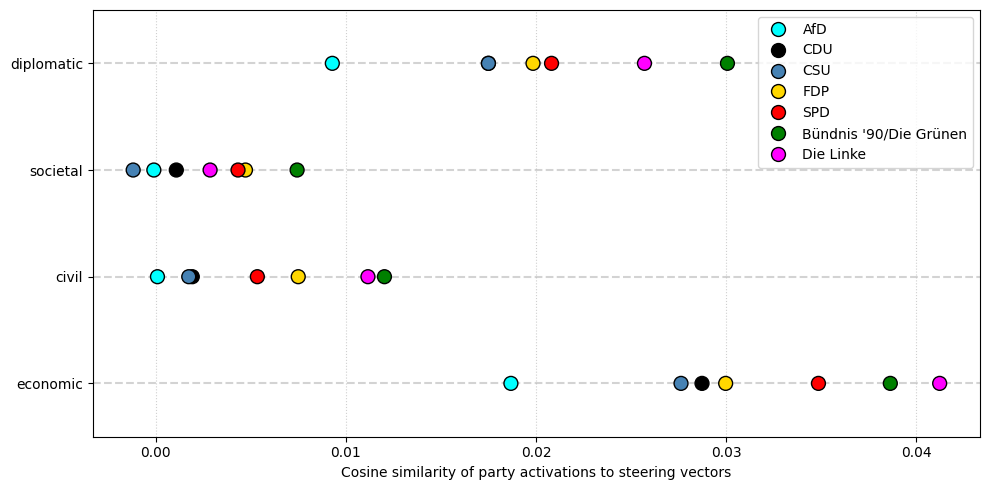 AfD
CDU
CSU
FDP
SPD
Bündnis '90/Die Grünen
Die Linke
diplomatic
societal
civil
economic
0.00 0.01 0.02 0.03 0.04
Cosine similarity of party activations to steering vectors